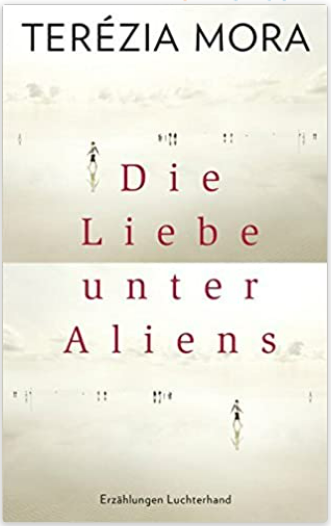 TERÉZIA MORA
Die
Liebe
unter
Aliens
Erzählungen Luchterhand